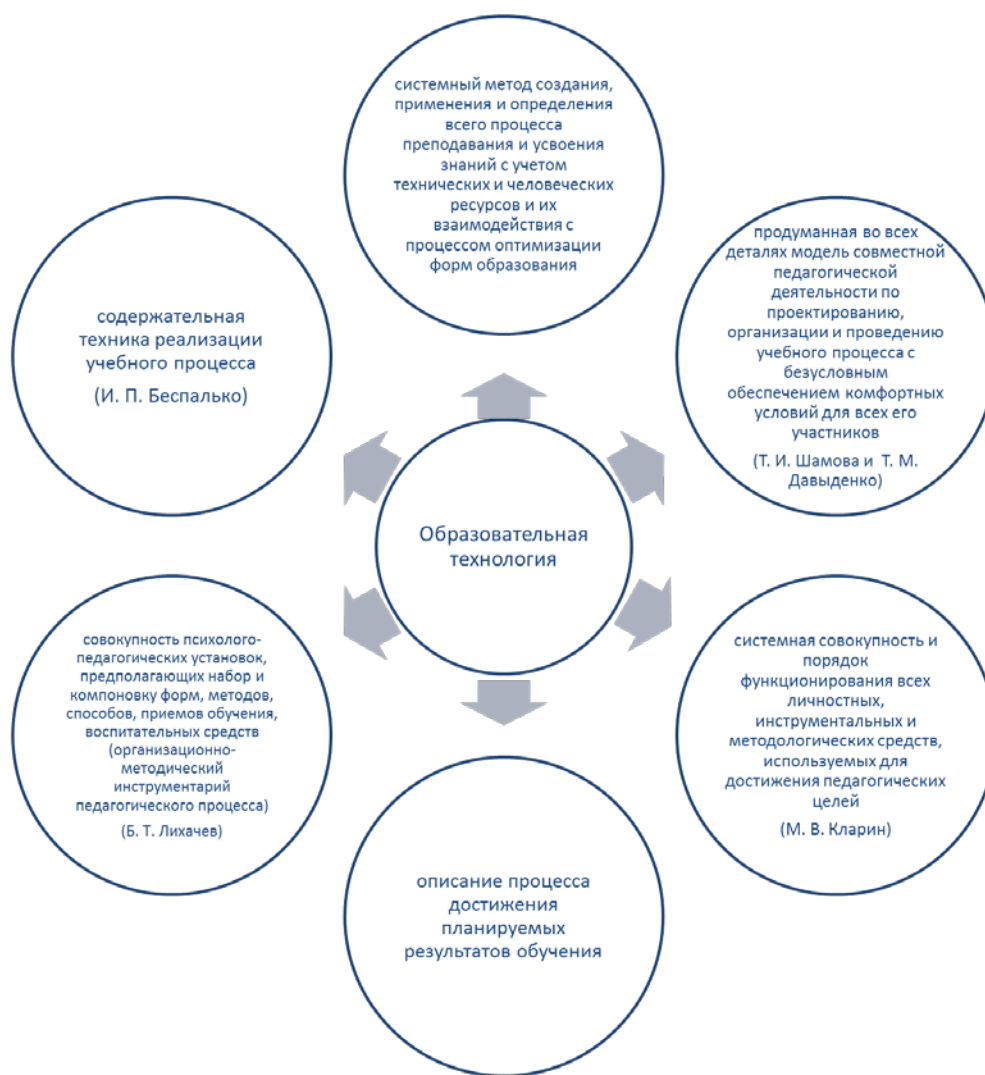 системный метод создания,
применения и определения
всего процесса
преподавания и усвоения
знаний с учетом
технических и человеческих
ресурсов и их
взаимодействия с
процессом оптимизации
форм образования
продуманная во всех
деталях модель совместной
педагогической
деятельности по
проектированию,
организации и проведению
учебного процесса с
безусловным
обеспечением комфортных
условий для всех его
участников
(Т. И. Шамова и Т. М.
Давыденко)
содержательная
техника реализации
учебного процесса
(И. П. Беспалько)
Образовательная
технология
совокупность психолого-
педагогических установок,
предполагающих набор и
компоновку форм, методов,
способов, приемов обучения,
воспитательных средств
(организационно-
методический
инструментарий
педагогического процесса)
(Б. Т. Лихачев)
системная совокупность и
порядок
функционирования всех
личностных,
инструментальных и
методологических средств,
используемых для
достижения педагогических
целей
(М. В. Кларин)
описание процесса
достижения
планируемых
результатов обучения